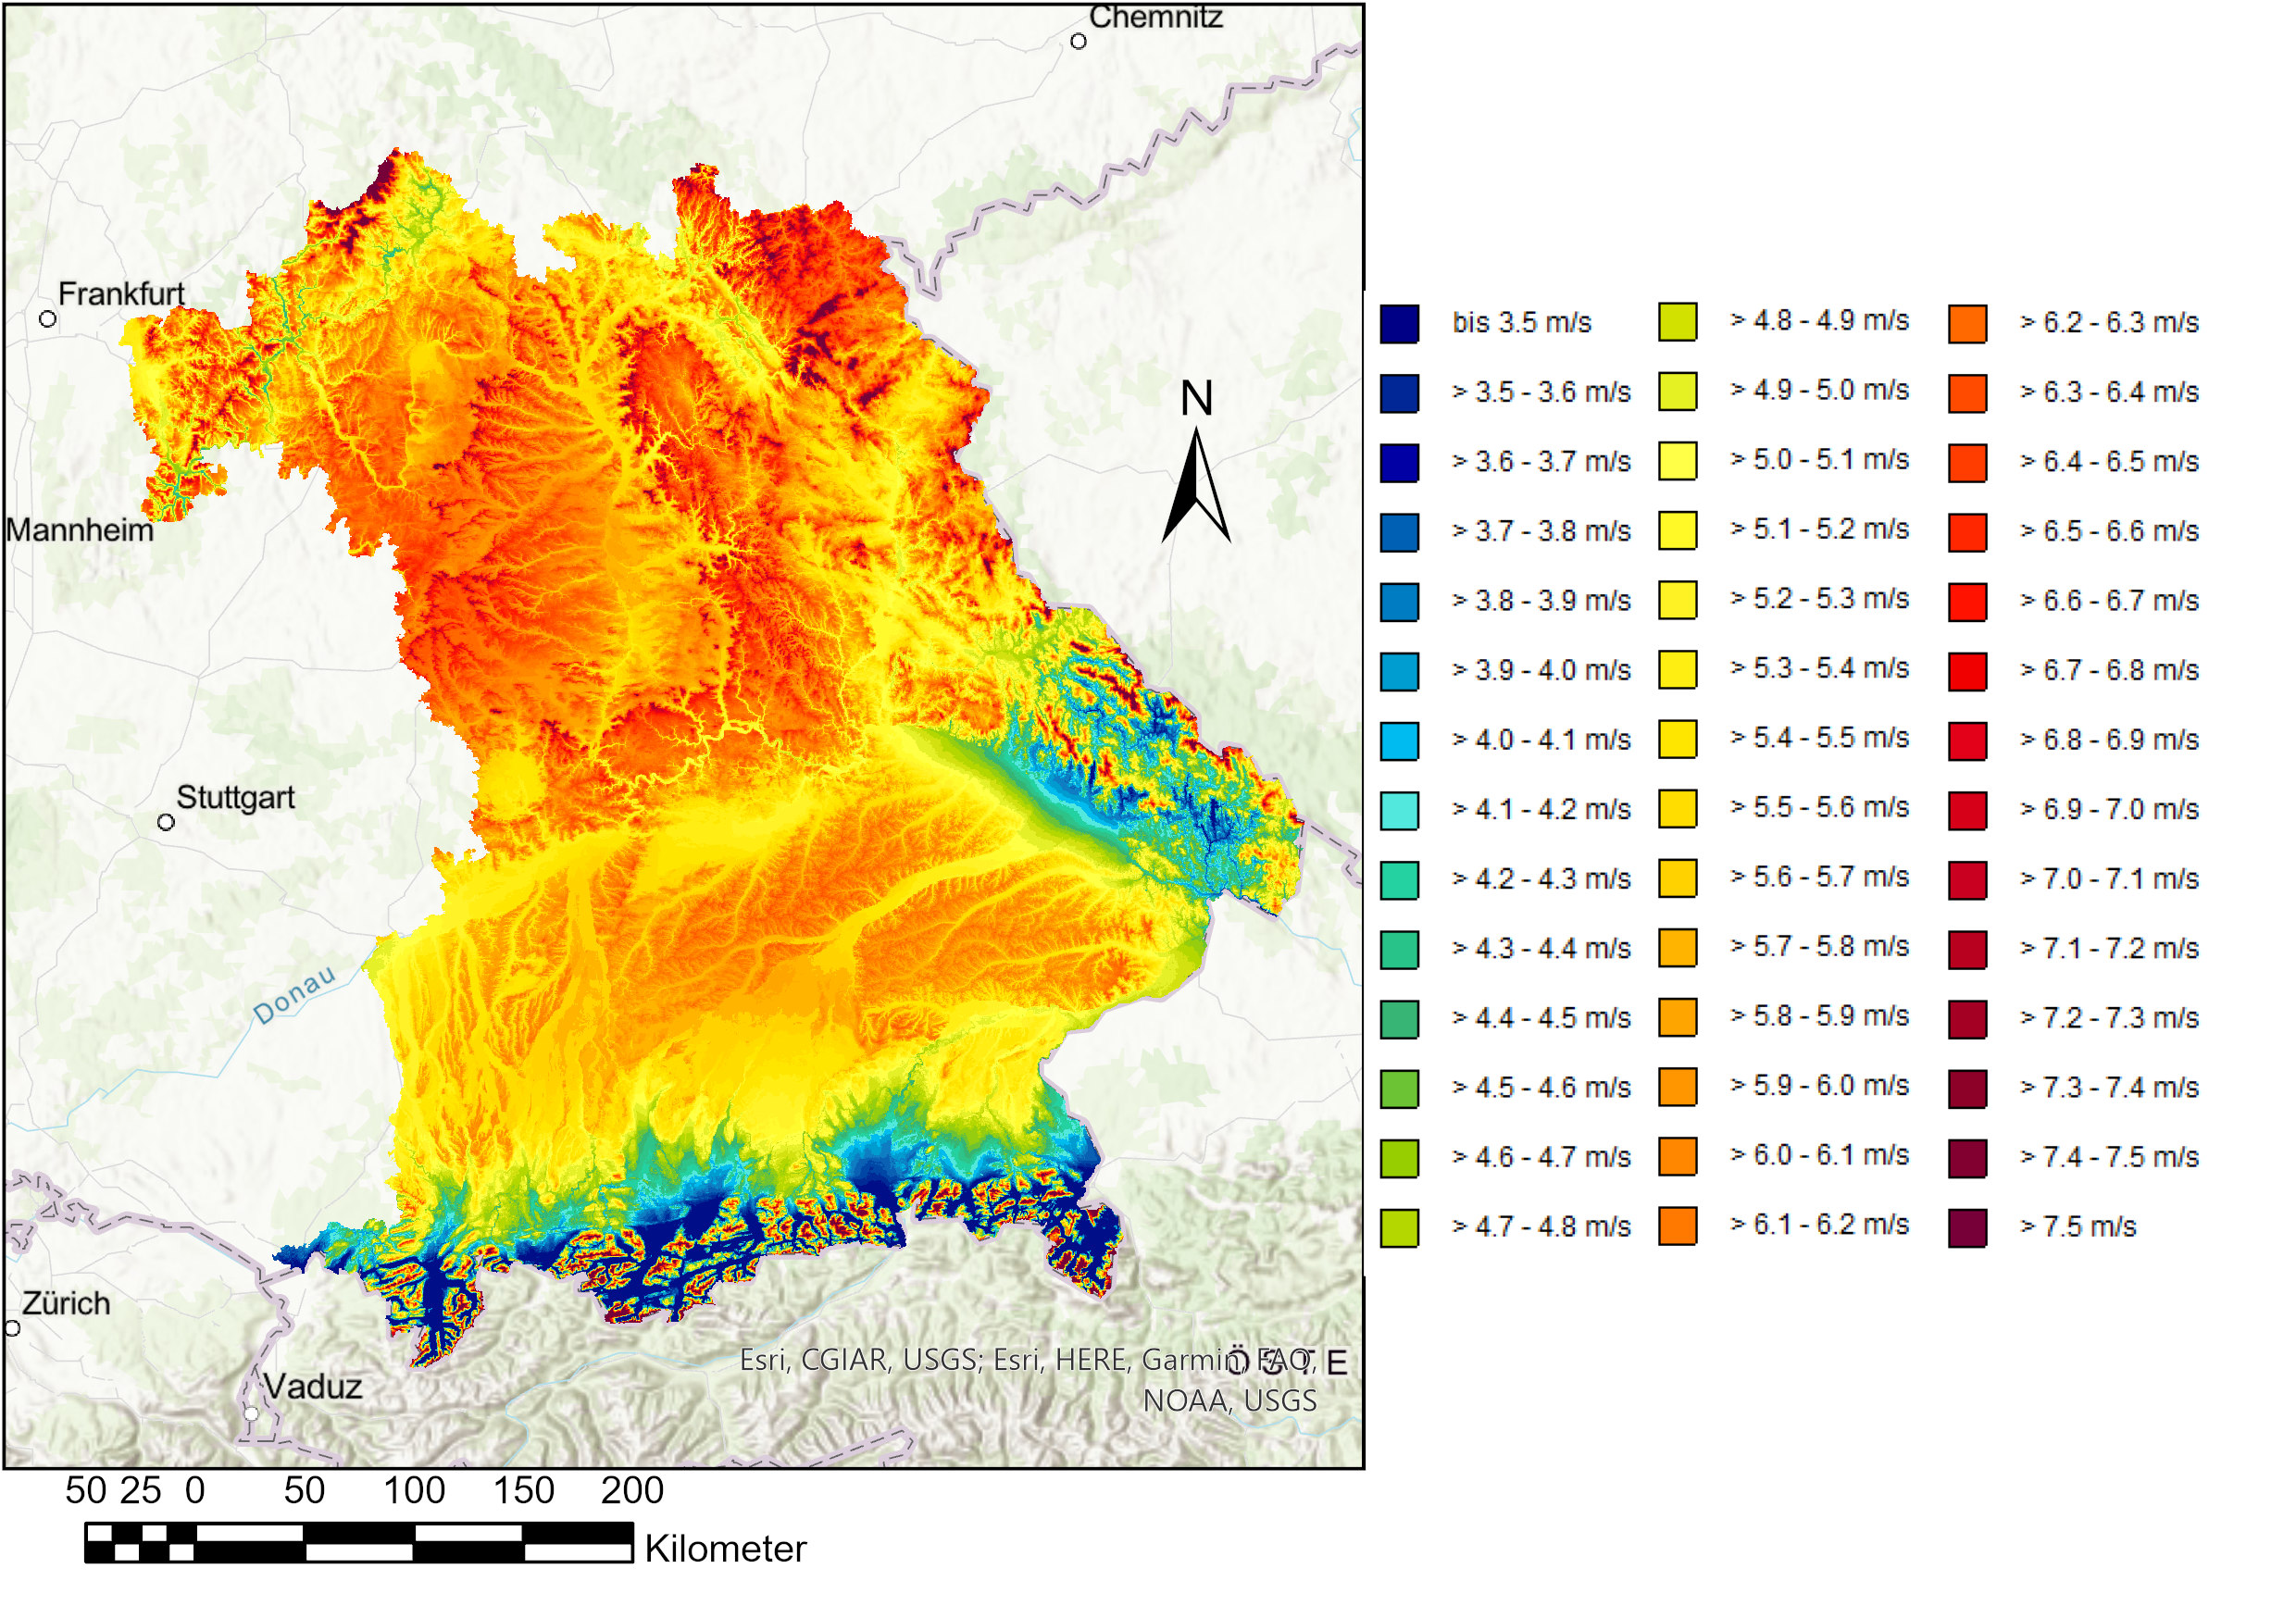 Chemnitz
Frankfurt
N
Mannheim
Stuttgart
Donau
Zürich
Vaduz
ÖSTE
Esri, CGIAR, USGS; Esri, HERE, Garmin, FAO,
NOAA, USGS
50 25 0 50 100 150 200
Kilometer
bis 3.5 m/s
> 3.5 - 3.6 m/s
> 3.6 - 3.7 m/s
> 3.7 - 3.8 m/s
> 3.8 - 3.9 m/s
> 3.9 - 4.0 m/s
> 4.0 - 4.1 m/s
> 4.1 - 4.2 m/s
> 4.2 - 4.3 m/s
> 4.3 - 4.4 m/s
> 4.4 - 4.5 m/s
> 4.5 - 4.6 m/s
> 4.6 - 4.7 m/s
> 4.7 - 4.8 m/s
> 4.8 - 4.9 m/s
> 4.9 - 5.0 m/s
> 5.0 - 5.1 m/s
> 5.1 - 5.2 m/s
> 5.2 - 5.3 m/s
> 5.3 - 5.4 m/s
> 5.4 - 5.5 m/s
> 5.5 - 5.6 m/s
> 5.6 - 5.7 m/s
> 5.7 - 5.8 m/s
> 5.8 - 5.9 m/s
> 5.9 - 6.0 m/s
> 6.0 - 6.1 m/s
> 6.1 - 6.2 m/s
> 6.2 - 6.3 m/s
> 6.3 - 6.4 m/s
> 6.4 - 6.5 m/s
> 6.5 - 6.6 m/s
> 6.6 - 6.7 m/s
> 6.7 - 6.8 m/s
> 6.8 - 6.9 m/s
> 6.9 - 7.0 m/s
> 7.0 - 7.1 m/s
> 7.1 - 7.2 m/s
> 7.2 - 7.3 m/s
> 7.3 - 7.4 m/s
> 7.4 - 7.5 m/s
> 7.5 m/s